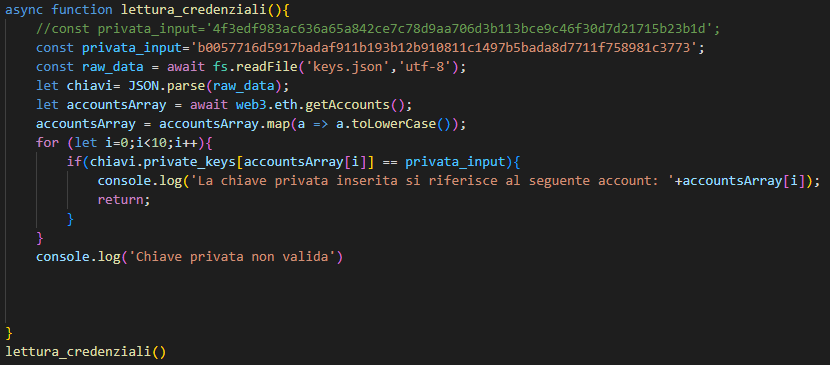 async function lettura_credenziali(){
//const privata_input='4f3edf983ac636a65a842ce7c78d9aa706d3b113bce9c46f30d7d21715b23b1d';
const privata_input='b0057716d5917badaf911b193b12b910811c1497b5bada8d7711f758981c3773';
const raw_data = await fs.readFile('keys.json','utf-8');
let chiavi= JSON.parse(raw_data);
let accountsArray = await web3.eth.getAccounts();
accountsArray = accountsArray.map(a => a.toLowerCase());
for (let i=0;i<10;i++){
if(chiavi.private_keys[accountsArray[i]] == privata_input){
console.log('La chiave privata inserita si riferisce al seguente account: '+accountsArray[i]);
return;
}
}
console.log('Chiave privata non valida')
}
lettura_credenziali()